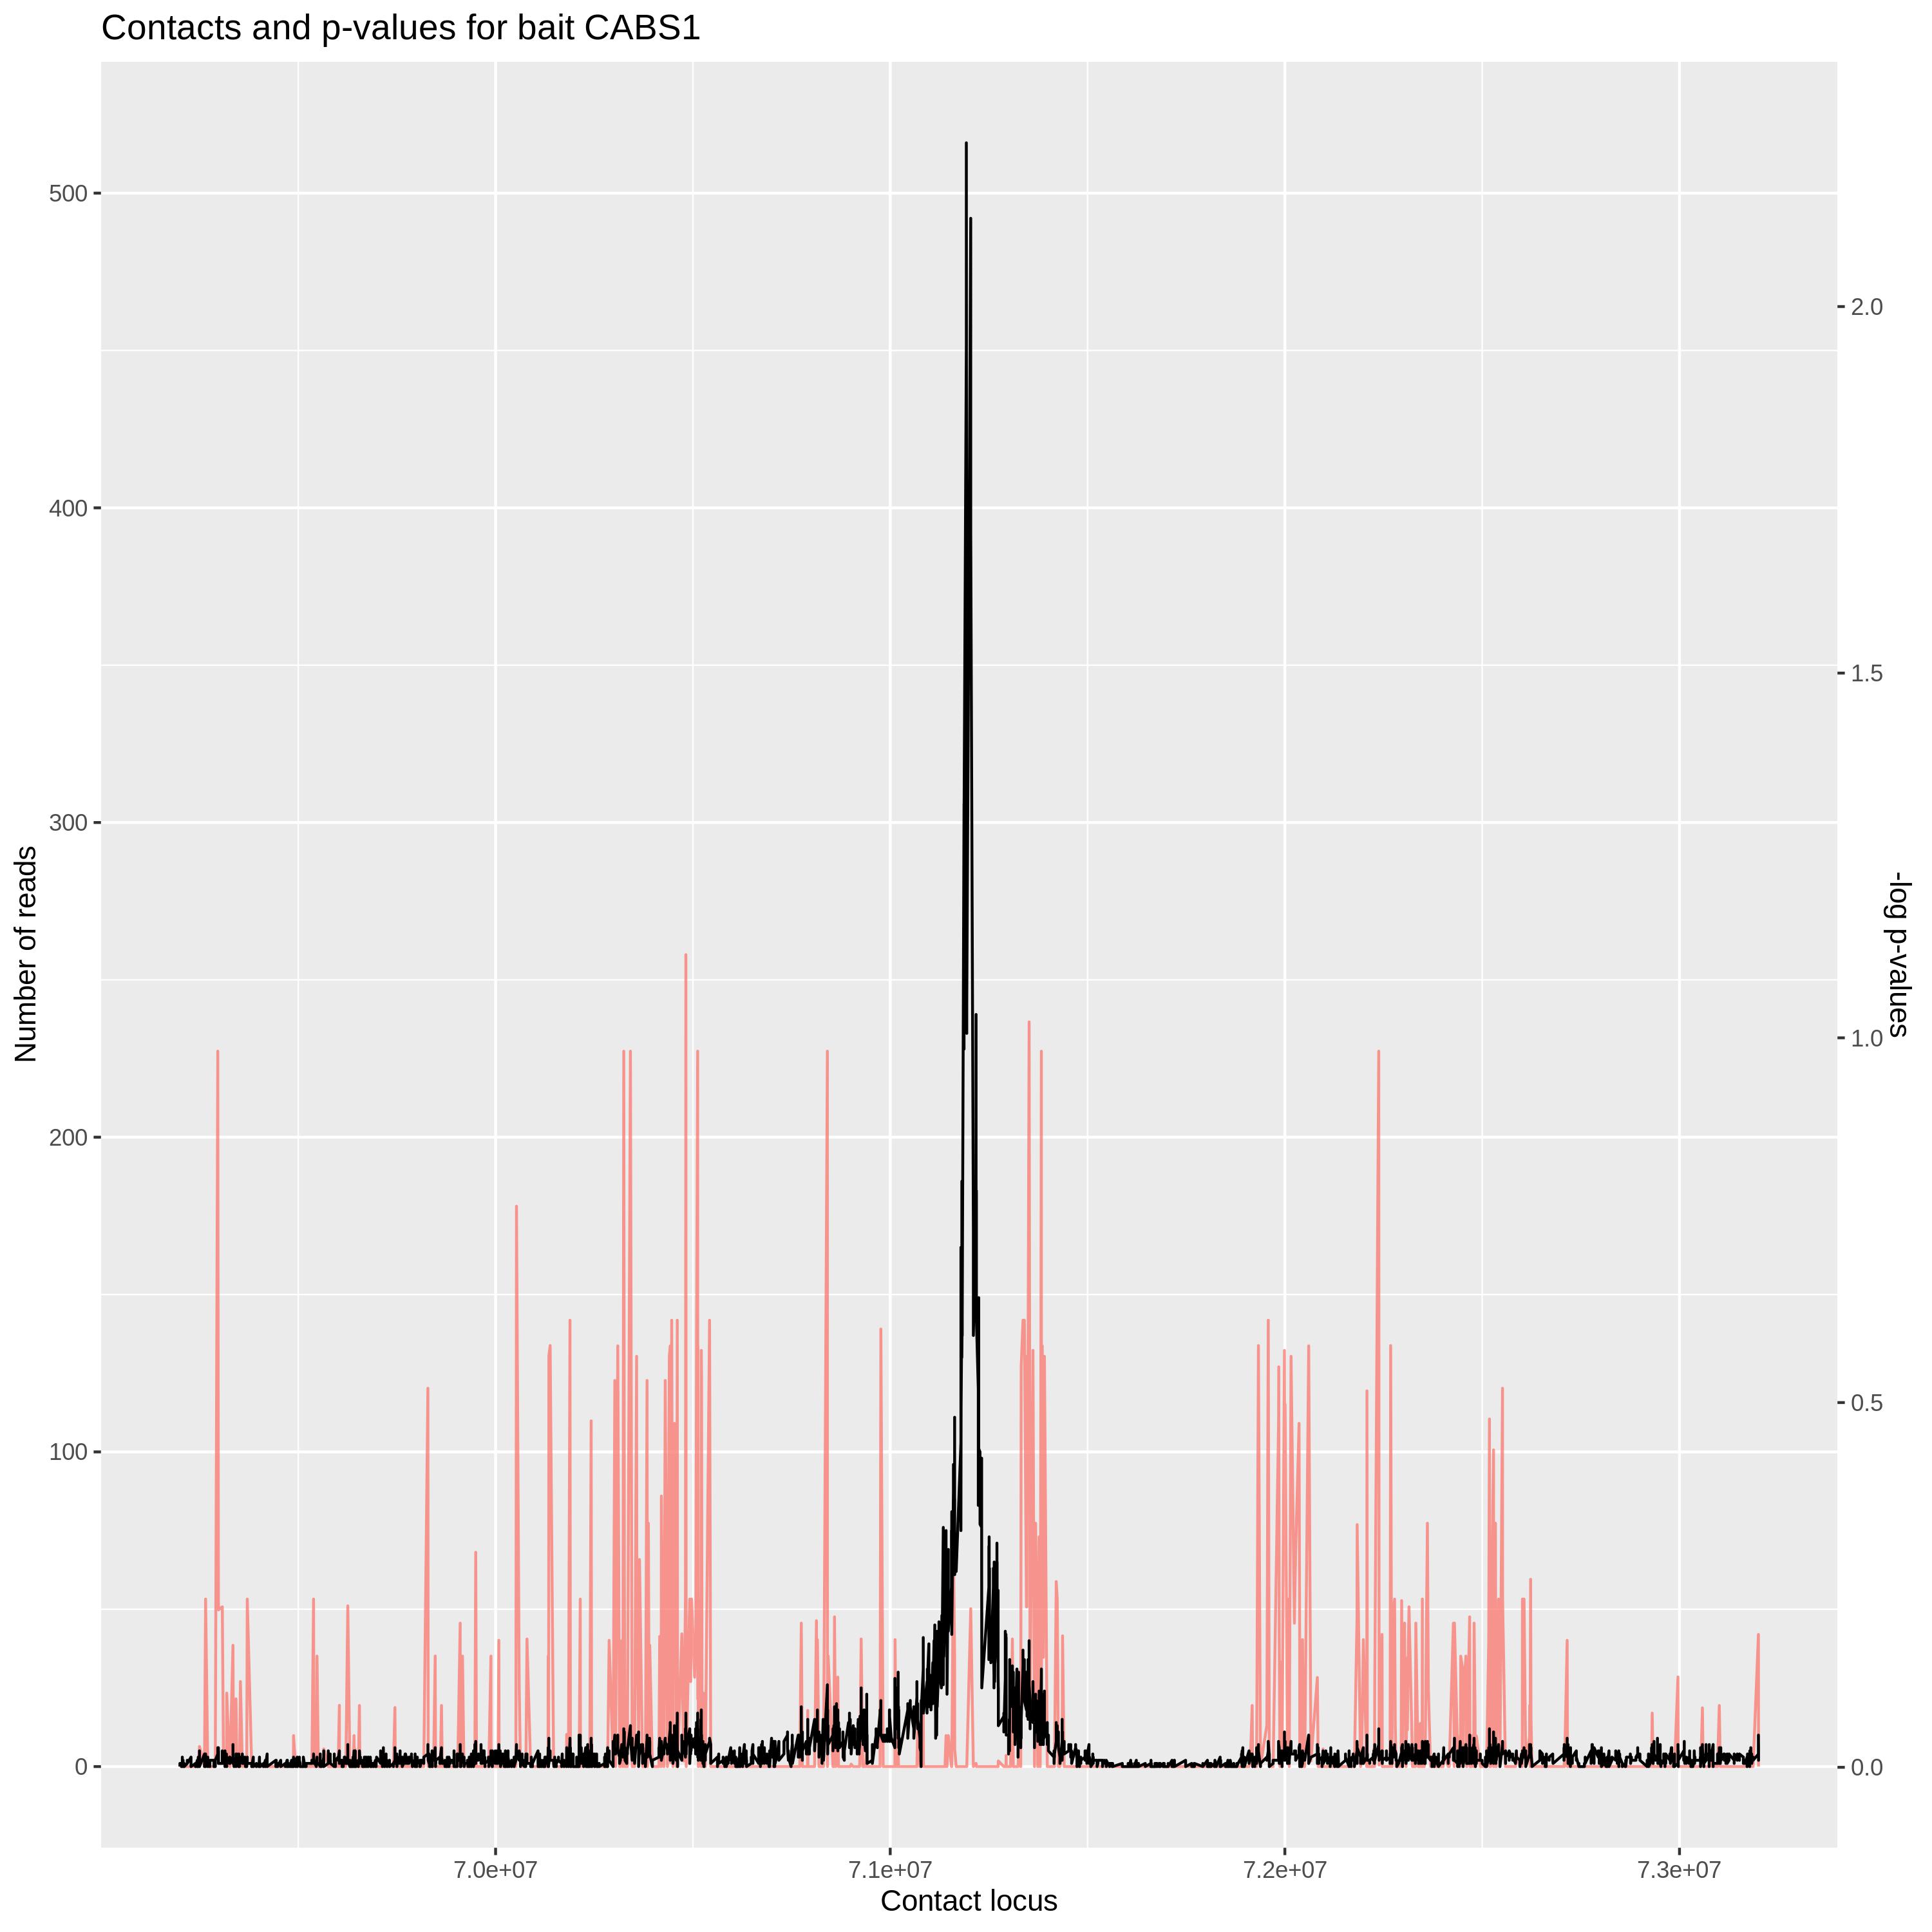 Contacts and p-values for bait CABS1
Number of reads
500
400
300
200
100
0
2.0
1.5
1.0
0.5
0.0
-log p-values
7.0e+07
7.1e+07
7.2e+07
7.3e+07
Contact locus